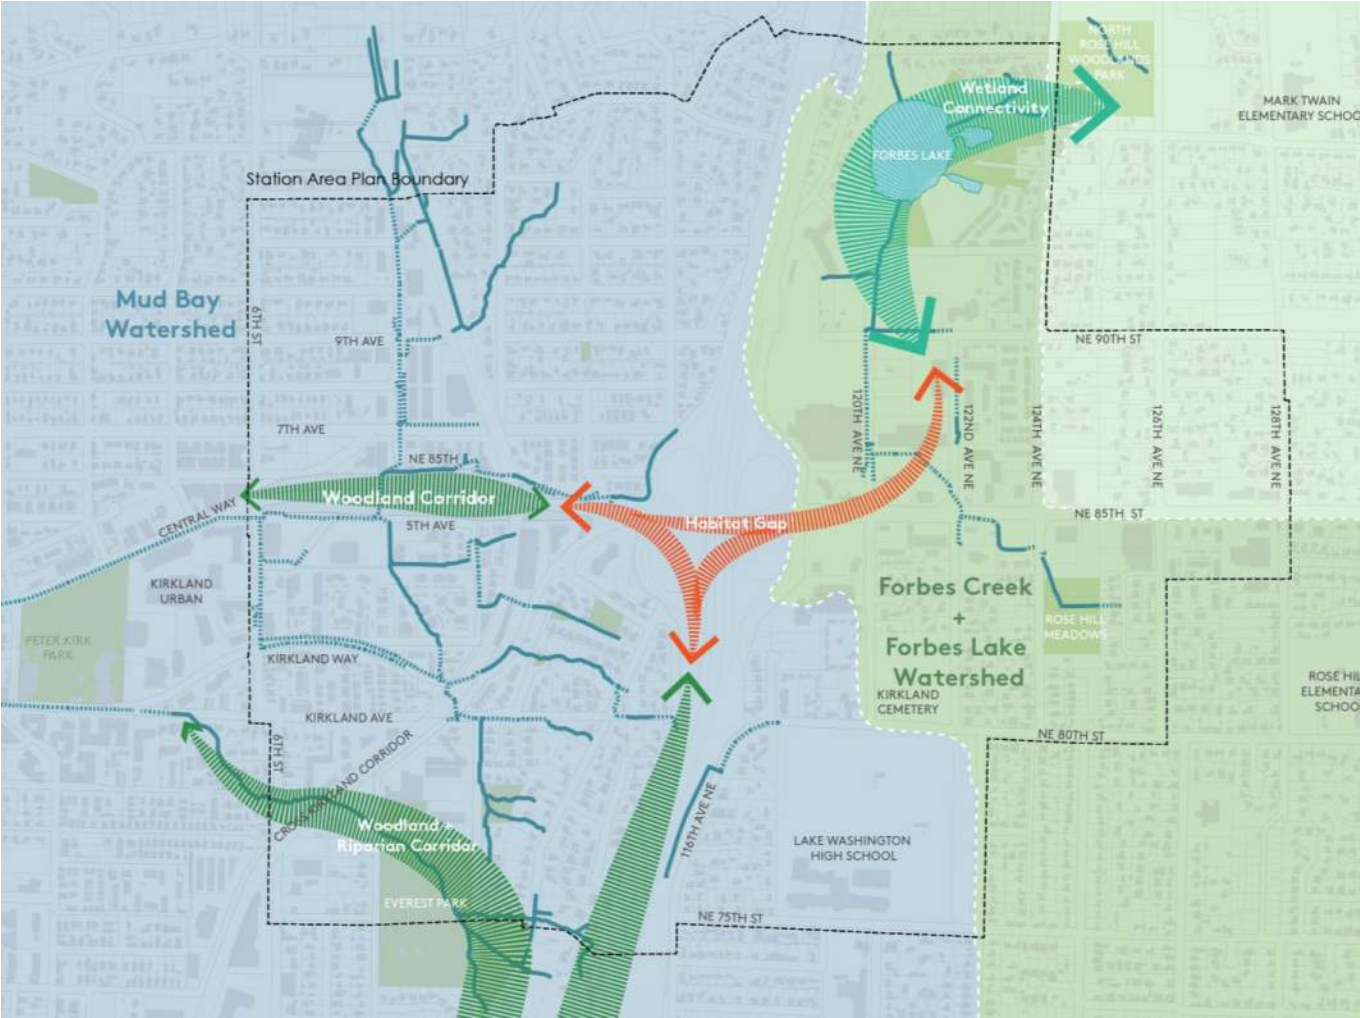 NORTH
ROSE HILL
WOODLANDS
PARK
Wetland
Connectivity
MARK TWAIN
ELEMENTARY SCHOO
FORBES LAKE
Station Area Plan Boundary
Mud Bay
Watershed
6TH ST
9TH AVE
NE 90TH ST
120TH AVE NE
122ND AVE NE
124TH AVE NE
126TH AVE NE
128TH AVE NE
7TH AVE
NE 85TH
Woodland Corridor
CENTRAL WAY
5TH AVE
Habitat Gap
NE 85TH ST
KIRKLAND
URBAN
Forbes Creek
+
Forbes Lake
Watershed
ROSE HILL
MEADOWS
PETER KIRK
PARK
KIRKLAND WAY
KIRKLAND
CEMETERY
ROSE HIL
ELEMENTA
SCHOO
KIRKLAND AVE
6TH ST
CROSS KIRKLAND CORRIDOR
NE 80TH ST
Woodland +
Riparian Corridor
116TH AVE NE
LAKE WASHINGTON
HIGH SCHOOL
EVEREST PARK
NE 75TH ST